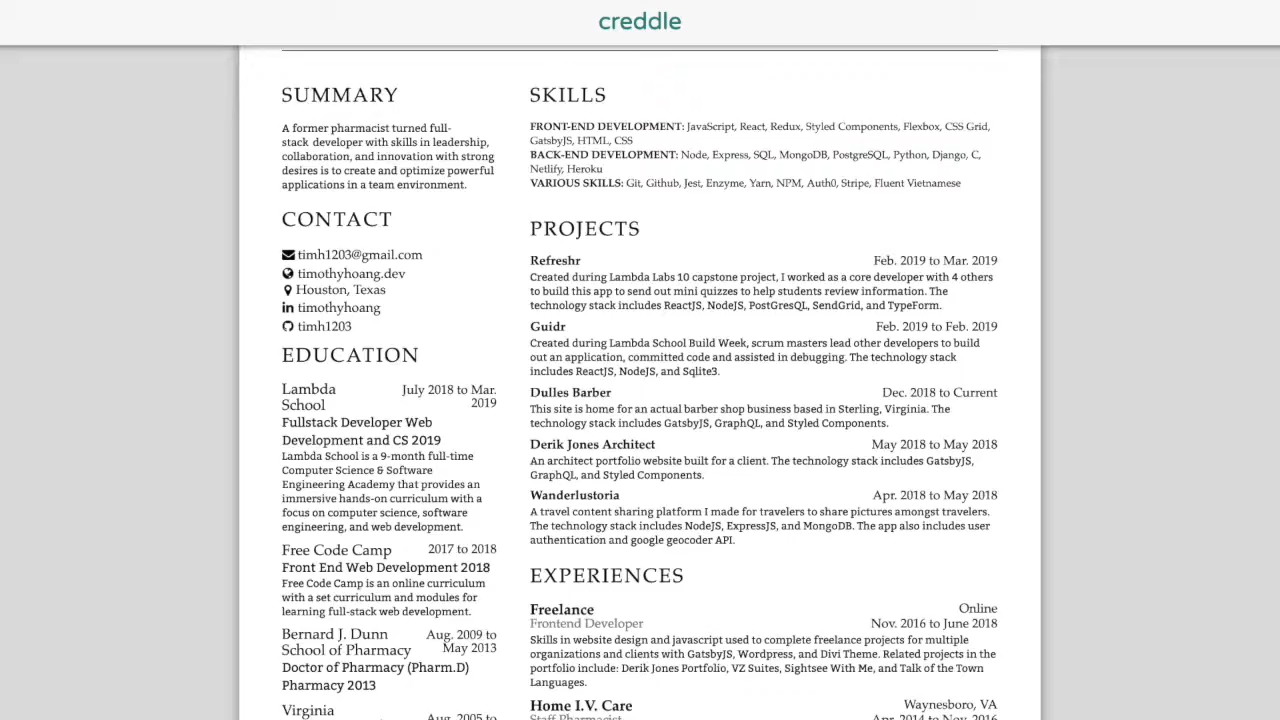 creddle
SUMMARY
A former pharmacist turned full-
stack developer with skills in leadership,
collaboration, and innovation with strong
desires is to create and optimize powerful
applications in a team environment.
CONTACT
timh1203@gmail.com
timothyhoang.dev
Houston, Texas
timothyhoang
timh1203
EDUCATION
Lambda School July 2018 to Mar. 2019
Fullstack Developer Web
Development and CS 2019
Lambda School is a 9-month full-time
Computer Science & Software
Engineering Academy that provides an
immersive hands-on curriculum with a
focus on computer science, software
engineering, and web development.
Free Code Camp 2017 to 2018
Front End Web Development 2018
Free Code Camp is an online curriculum
with a set curriculum and modules for
learning full-stack web development.
Bernard J. Dunn School of Pharmacy Aug. 2009 to May 2013
Doctor of Pharmacy (Pharm.D)
Pharmacy 2013
Virginia Aug. 2005 to
SKILLS
FRONT-END DEVELOPMENT: JavaScript, React, Redux, Styled Components, Flexbox, CSS Grid,
GatsbyJS, HTML, CSS
BACK-END DEVELOPMENT: Node, Express, SQL, MongoDB, PostgreSQL, Python, Django, C,
Netlify, Heroku
VARIOUS SKILLS: Git, Github, Jest, Enzyme, Yarn, NPM, Auth0, Stripe, Fluent Vietnamese
PROJECTS
Refreshr Feb. 2019 to Mar. 2019
Created during Lambda Labs 10 capstone project, I worked as a core developer with 4 others
to build this app to send out mini quizzes to help students review information. The
technology stack includes ReactJS, NodeJS, PostGresQL, SendGrid, and TypeForm.
Guidr Feb. 2019 to Feb. 2019
Created during Lambda School Build Week, scrum masters lead other developers to build
out an application, committed code and assisted in debugging. The technology stack
includes ReactJS, NodeJS, and Sqlite3.
Dulles Barber Dec. 2018 to Current
This site is home for an actual barber shop business based in Sterling, Virginia. The
technology stack includes GatsbyJS, GraphQL, and Styled Components.
Derik Jones Architect May 2018 to May 2018
An architect portfolio website built for a client. The technology stack includes GatsbyJS,
GraphQL, and Styled Components.
Wanderlustoria Apr. 2018 to May 2018
A travel content sharing platform I made for travelers to share pictures amongst travelers.
The technology stack includes NodeJS, ExpressJS, and MongoDB. The app also includes user
authentication and google geocoder API.
EXPERIENCES
Freelance Online
Frontend Developer Nov. 2016 to June 2018
Skills in website design and javascript used to complete freelance projects for multiple
organizations and clients with GatsbyJS, Wordpress, and Divi Theme. Related projects in the
portfolio include: Derik Jones Portfolio, VZ Suites, Sightsee With Me, and Talk of the Town
Languages.
Home I.V. Care Waynesboro, VA
Staff Pharmacist Apr. 2014 to Nov. 2016